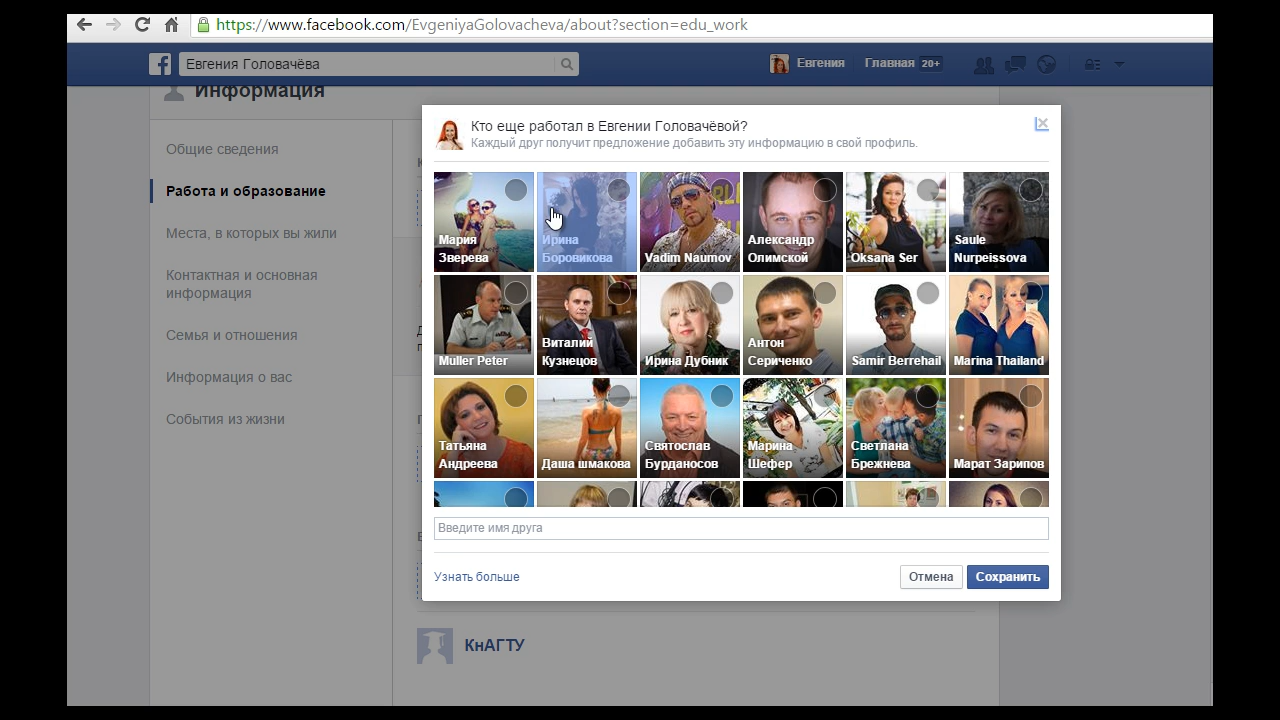 https://www.facebook.com/EvgeniyaGolovacheva/about?section=edu_work
Евгения Головачёва
Евгения
Главная 20+
Информация
Общие сведения
Работа и образование
Места, в которых вы жили
Контактная и основная
информация
Семья и отношения
Информация о вас
События из жизни
Кто еще работал в Евгении Головачёвой?
Каждый друг получит предложение добавить эту информацию в свой профиль.
Мария
Зверева
Ирина
Боровикова
Vadim Naumov
Александр
Олимской
Oksana Ser
Saule
Nurpeissova
Muller Peter
Виталий
Кузнецов
Ирина Дубник
Антон
Сериченко
Samir Berrehail
Marina Thailand
Татьяна
Андреева
Даша шмакова
Святослав
Бурданосов
Марина
Шефер
Светлана
Брежнева
Марат Зарипов
Введите имя друга
Узнать больше
Отмена
Сохранить
КнАГТУ